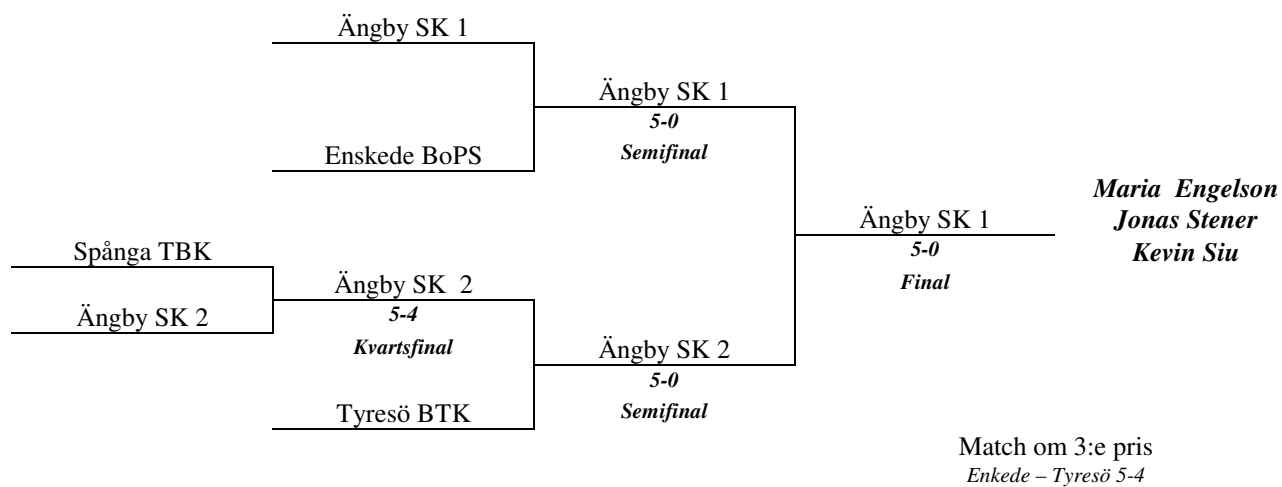 Ängby SK 1
Ängby SK 1
5-0
Semifinal
Enskede BoPS
Maria Engelson
Jonas Stener
Kevin Siu
Ängby SK 1
5-0
Final
Spånga TBK
Ängby SK 2
5-4
Kvartsfinal
Ängby SK 2
Ängby SK 2
5-0
Semifinal
Tyresö BTK
Match om 3:e pris
Enkede – Tyresö 5-4